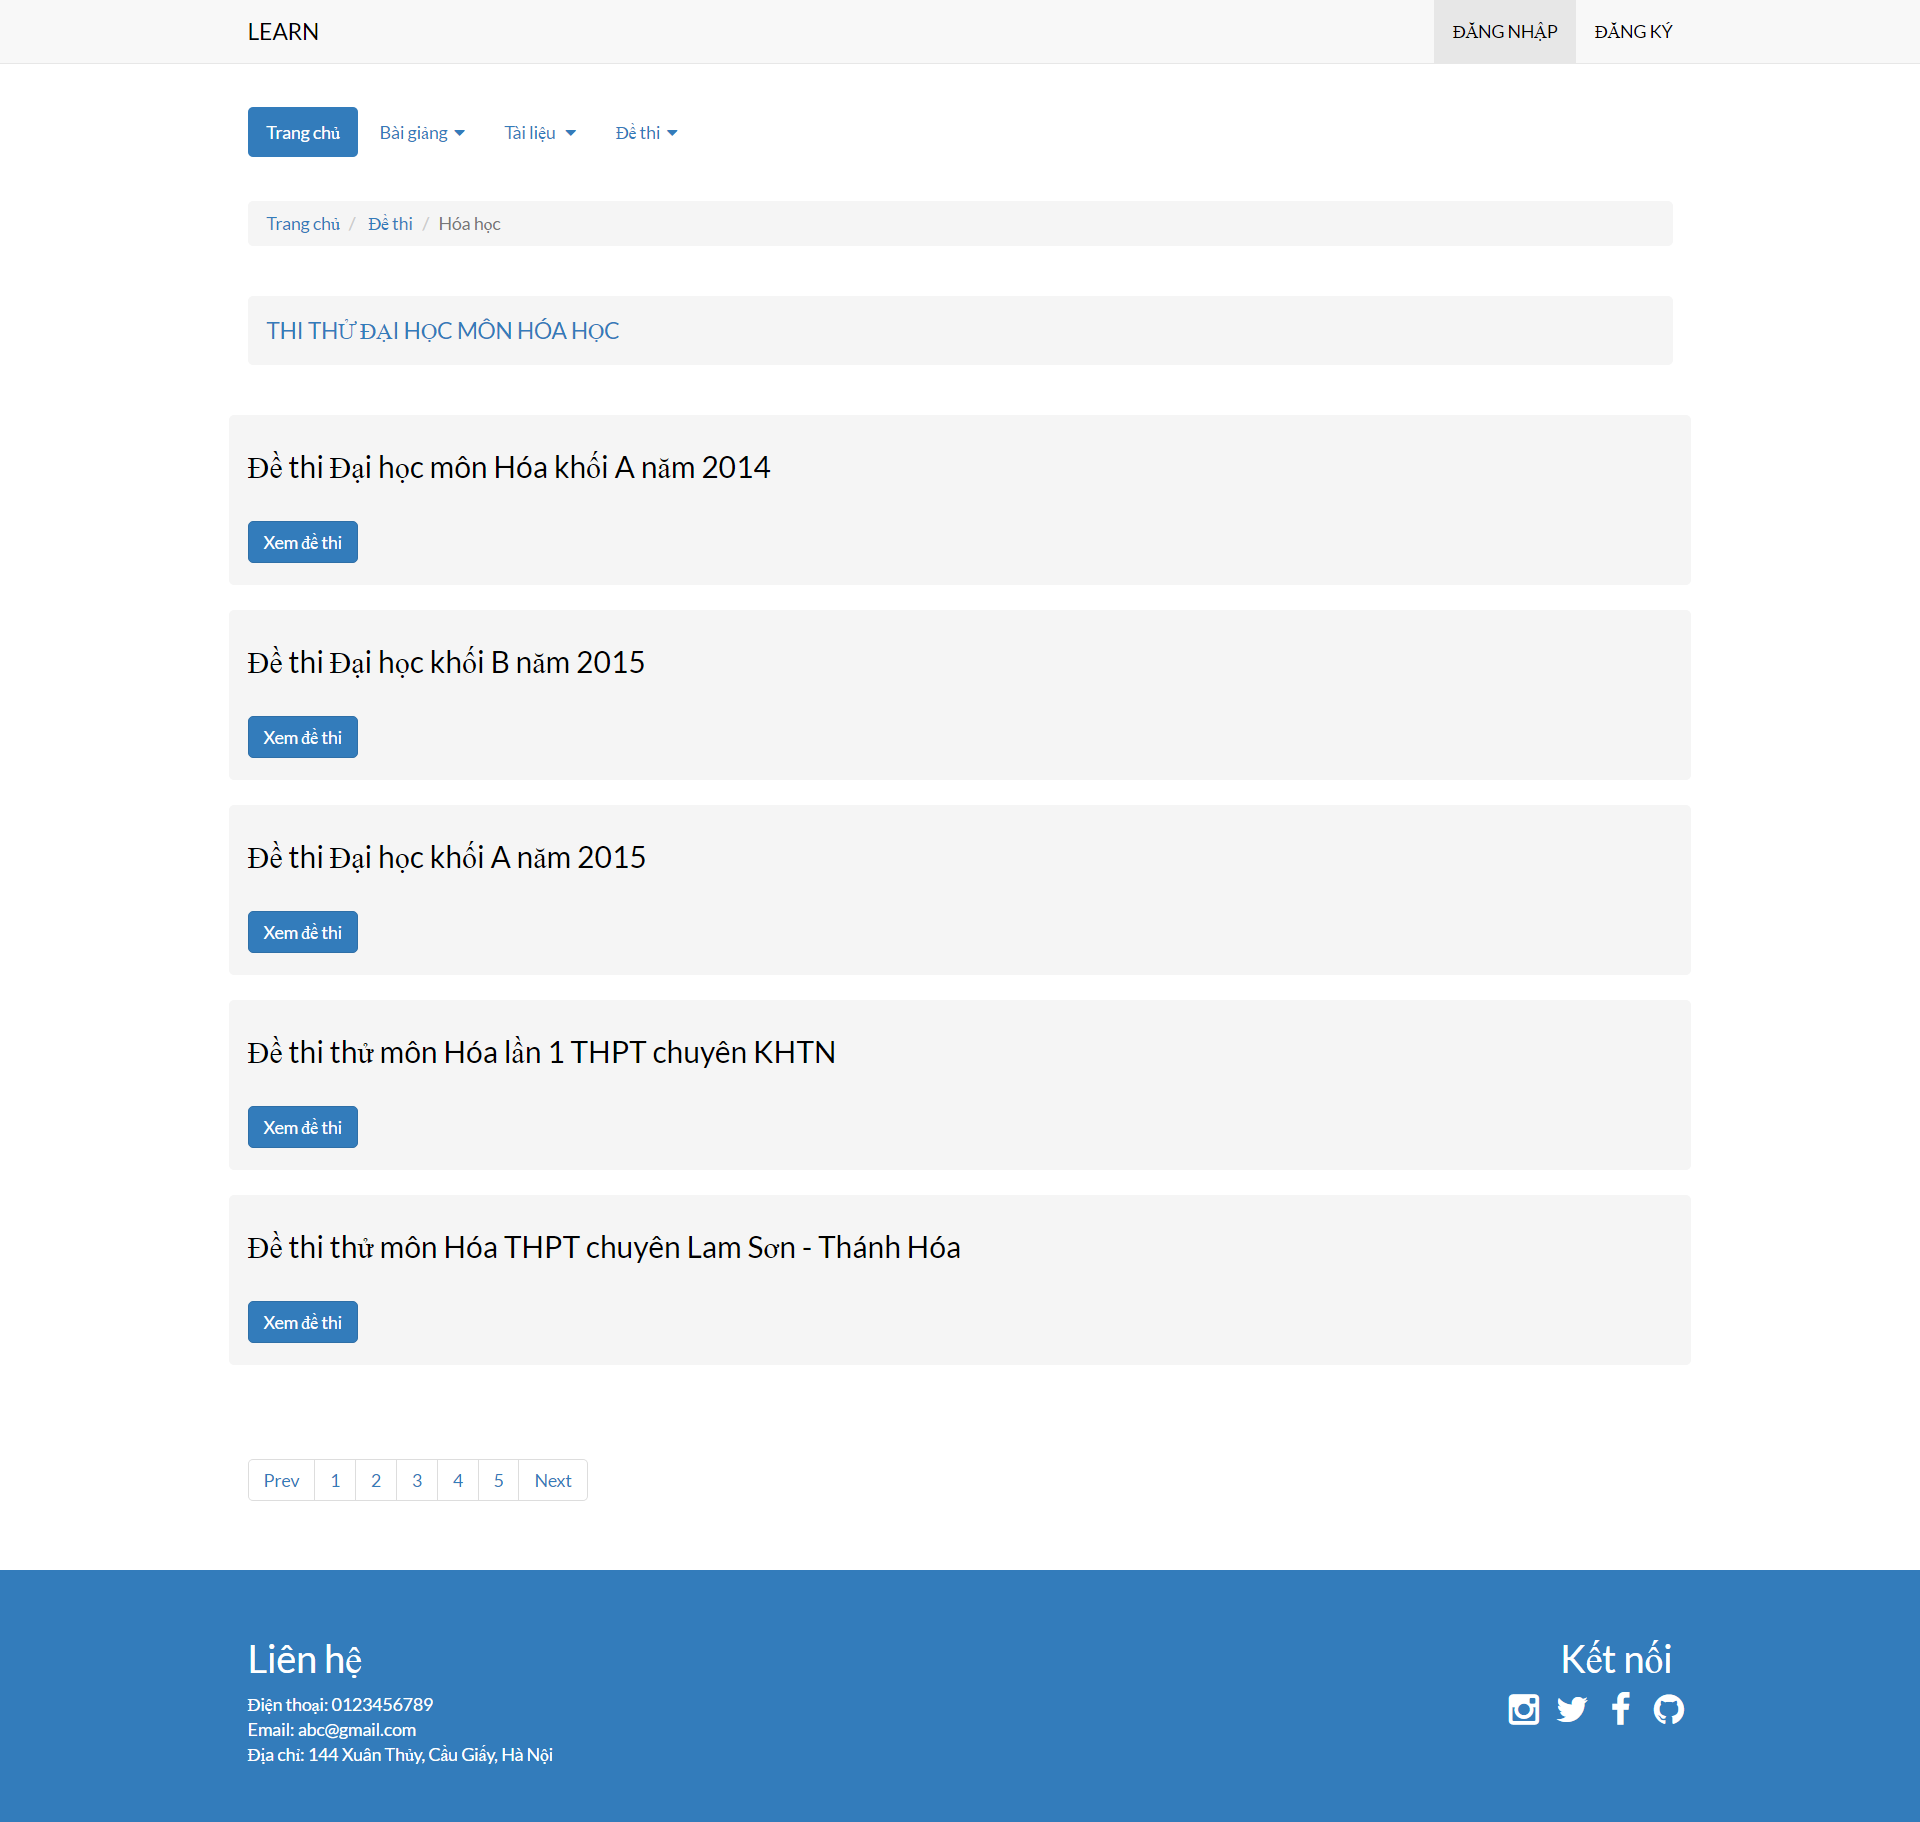 LEARN
ĐĂNG NHẬP
ĐĂNG KÝ
Trang chủ
Bài giảng
Tài liệu
Đề thi
Trang chủ / Đề thi / Hóa học
THI THỬ ĐẠI HỌC MÔN HÓA HỌC
Đề thi Đại học môn Hóa khối A năm 2014
Xem đề thi
Đề thi Đại học khối B năm 2015
Xem đề thi
Đề thi Đại học khối A năm 2015
Xem đề thi
Đề thi thử môn Hóa lần 1 THPT chuyên KHTN
Xem đề thi
Đề thi thử môn Hóa THPT chuyên Lam Sơn - Thánh Hóa
Xem đề thi
Prev 1 2 3 4 5 Next
Liên hệ
Điện thoại: 0123456789
Email: abc@gmail.com
Địa chỉ: 144 Xuân Thủy, Cầu Giấy, Hà Nội
Kết nối